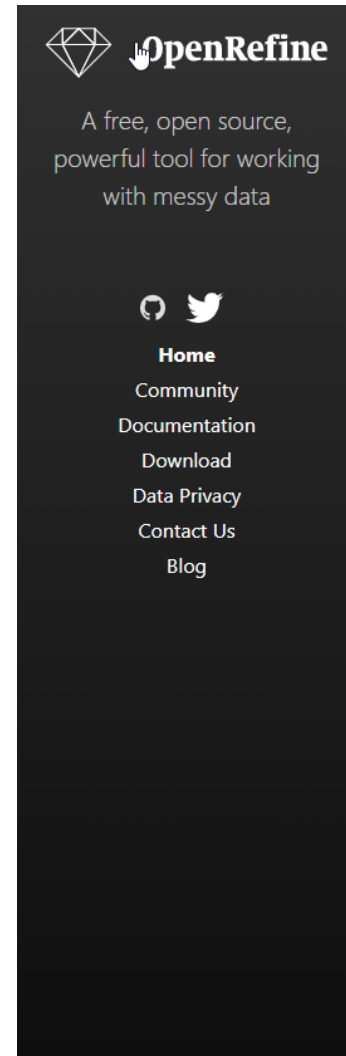 OpenRefine
A free, open source,
powerful tool for working
with messy data
Home
Community
Documentation
Download
Data Privacy
Contact Us
Blog